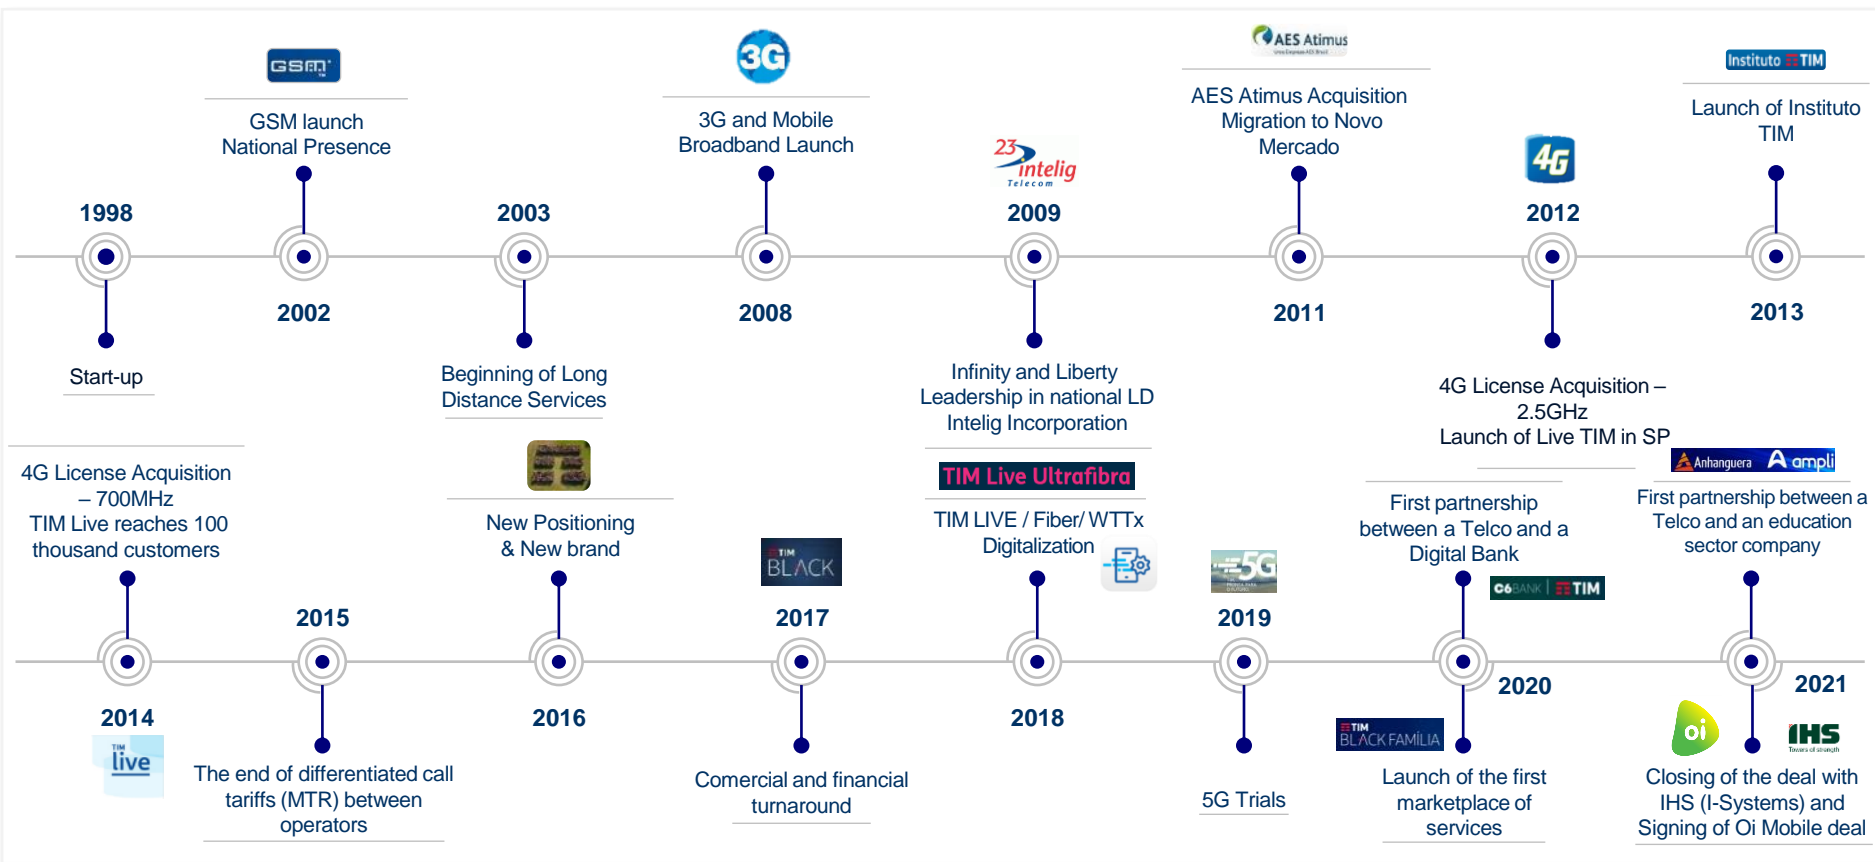 GSM
GSM launch
National Presence
3G
3G and Mobile
Broadband Launch
AES Atimus
AES Atimus Acquisition
Migration to Novo
Mercado
Instituto TIM
Launch of Instituto
TIM
23
intelig
Telecom
4G
1998
2003
2009
2012
2002
2008
2011
2013
Start-up
Beginning of Long
Distance Services
Infinity and Liberty
Leadership in national LD
Intelig Incorporation
4G License Acquisition –
2.5GHz
Launch of Live TIM in SP
4G License Acquisition
– 700MHz
TIM Live reaches 100
thousand customers
New Positioning
& New brand
TIM
BLACK
TIM Live Ultrafibra
TIM LIVE / Fiber/ WTTx
Digitalization
5G
First partnership
between a Telco and a
Digital Bank
C6BANK | TIM
Anhanguera
ampli
First partnership between a
Telco and an education
sector company
2015
2017
2019
2014
2016
2018
2020
2021
TIM
live
The end of differentiated call
tariffs (MTR) between
operators
Comercial and financial
turnaround
5G Trials
TIM
BLACK FAMÍLIA
Launch of the first
marketplace of
services
oi
IHS
Towers of strength
Closing of the deal with
IHS (I-Systems) and
Signing of Oi Mobile deal